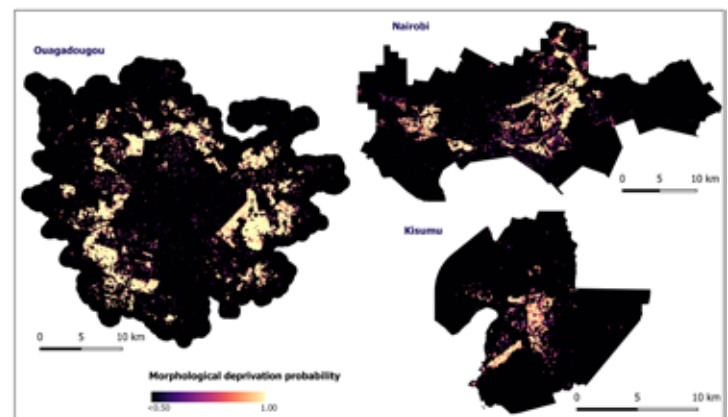 Ouagadougou
Nairobi
0 5 10 km
Kisumu
0 5 10 km
Morphological deprivation probability
<0.50 1.00
0 5 10 km